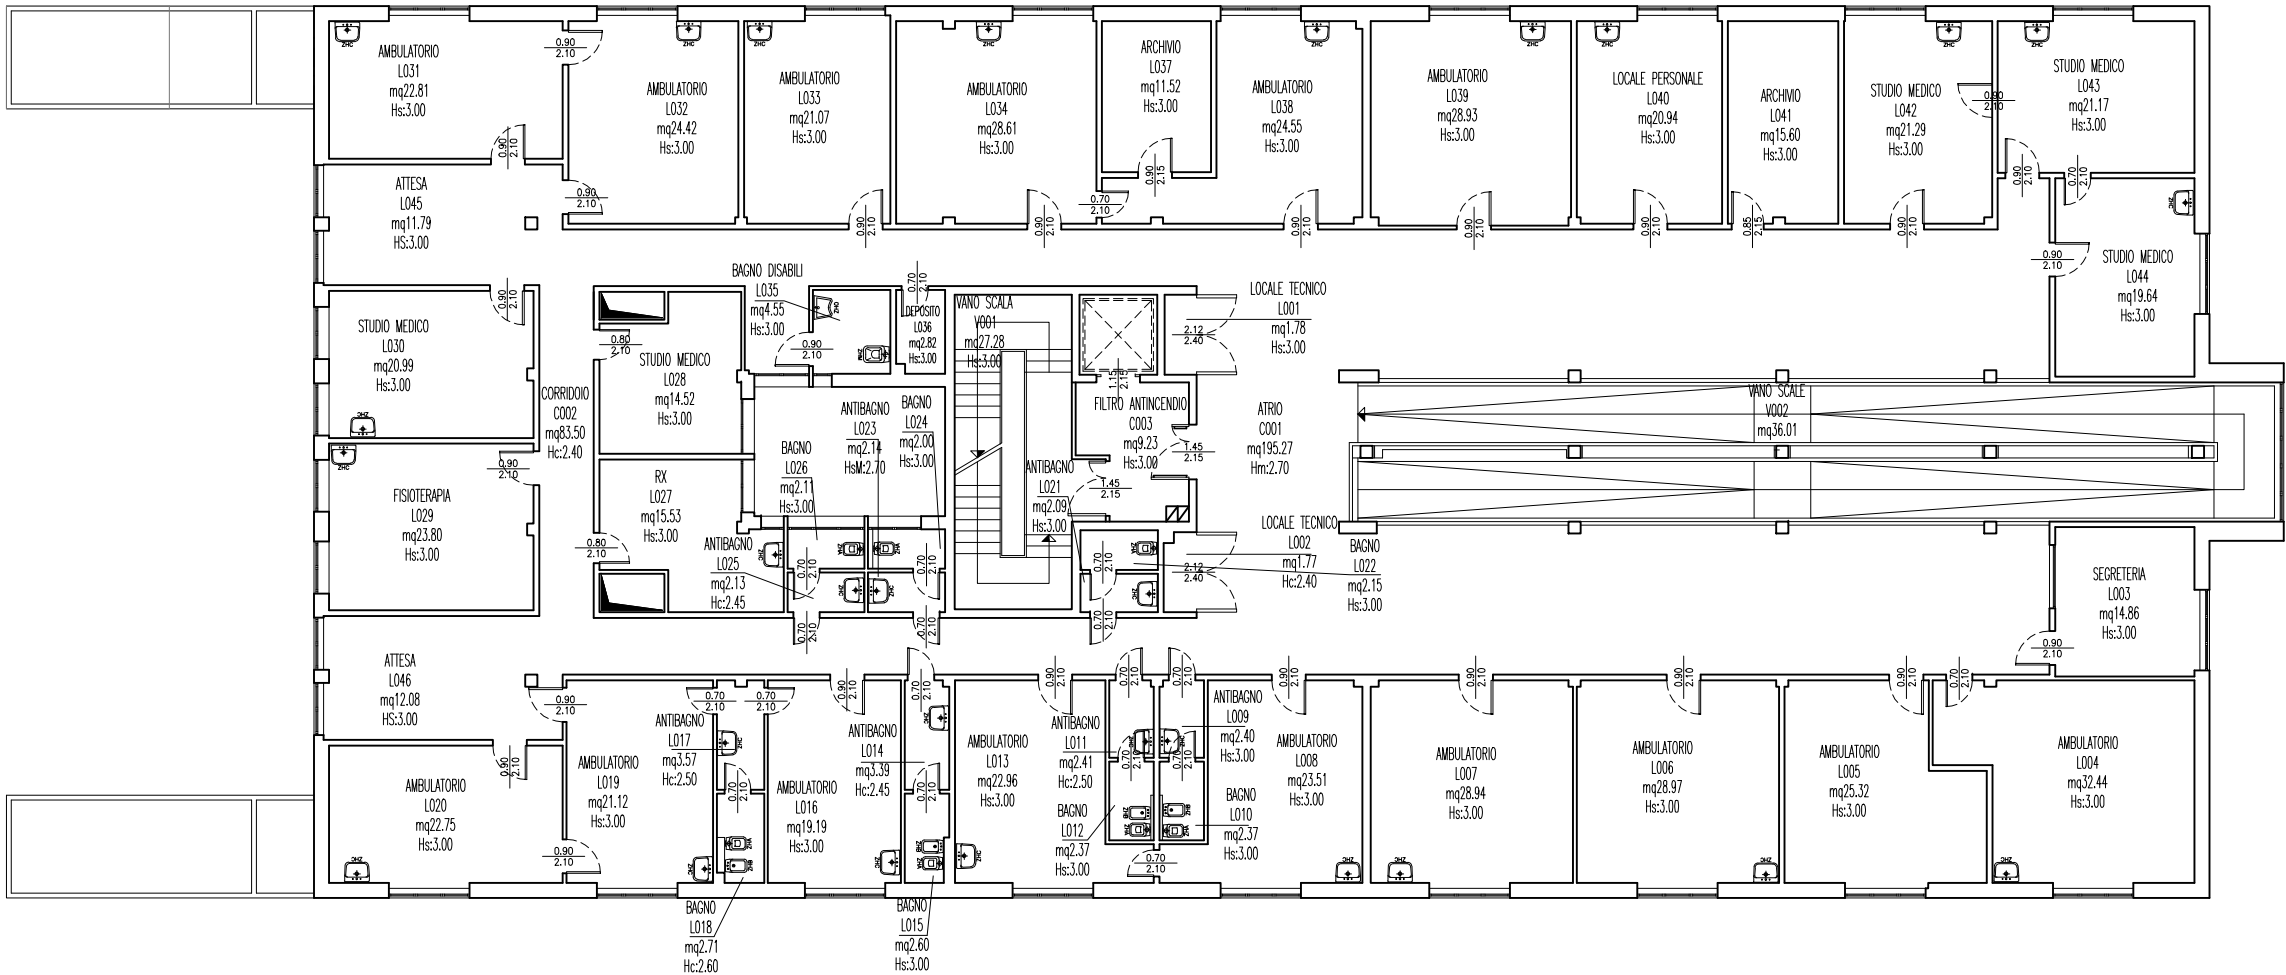 AMBULATORIO
L031
mq22.81
Hs:3.00
AMBULATORIO
L032
mq24.42
Hs:3.00
AMBULATORIO
L033
mq21.07
Hs:3.00
AMBULATORIO
L034
mq28.61
Hs:3.00
ARCHIVIO
L037
mq11.52
Hs:3.00
AMBULATORIO
L038
mq24.55
Hs:3.00
AMBULATORIO
L039
mq28.93
Hs:3.00
LOCALE PERSONALE
L040
mq20.94
Hs:3.00
ARCHIVIO
L041
mq15.60
Hs:3.00
STUDIO MEDICO
L042
mq21.29
Hs:3.00
STUDIO MEDICO
L043
mq21.17
Hs:3.00
ATTESA
L045
mq11.79
HS:3.00
STUDIO MEDICO
L044
mq19.64
Hs:3.00
STUDIO MEDICO
L030
mq20.99
Hs:3.00
CORRIDOIO
C002
mq83.50
Hc:2.40
STUDIO MEDICO
L028
mq14.52
Hs:3.00
BAGNO DISABILI
L035
mq4.55
Hs:3.00
DEPOSITO
L036
mq2.82
Hs:3.00
VANO SCALA
V001
mq27.28
Hs:3.00
LOCALE TECNICO
L001
mq1.78
Hs:3.00
FILTRO ANTINCENDIO
C003
mq9.23
Hs:3.00
ATRIO
C001
mq195.27
Hm:2.70
VANO SCALE
V002
mq36.01
FISIOTERAPIA
L029
mq23.80
Hs:3.00
RX
L027
mq15.53
Hs:3.00
BAGNO
L026
mq2.11
Hs:3.00
ANTIBAGNO
L023
mq2.14
HsM:2.70
BAGNO
L024
mq2.00
Hs:3.00
ANTIBAGNO
L025
mq2.13
Hc:2.45
ANTIBAGNO
L021
mq2.09
Hs:3.00
LOCALE TECNICO
L002
mq1.77
Hc:2.40
BAGNO
L022
mq2.15
Hs:3.00
SEGRETERIA
L003
mq14.86
Hs:3.00
ATTESA
L046
mq12.08
HS:3.00
AMBULATORIO
L020
mq22.75
Hs:3.00
AMBULATORIO
L019
mq21.12
Hs:3.00
ANTIBAGNO
L017
mq3.57
Hc:2.50
AMBULATORIO
L016
mq19.19
Hs:3.00
ANTIBAGNO
L014
mq3.39
Hc:2.45
AMBULATORIO
L013
mq22.96
Hs:3.00
ANTIBAGNO
L011
mq2.41
Hc:2.50
BAGNO
L012
mq2.37
Hs:3.00
ANTIBAGNO
L009
mq2.40
Hs:3.00
BAGNO
L010
mq2.37
Hs:3.00
AMBULATORIO
L008
mq23.51
Hs:3.00
AMBULATORIO
L007
mq28.94
Hs:3.00
AMBULATORIO
L006
mq28.97
Hs:3.00
AMBULATORIO
L005
mq25.32
Hs:3.00
AMBULATORIO
L004
mq32.44
Hs:3.00
BAGNO
L018
mq2.71
Hc:2.60
BAGNO
L015
mq2.60
Hs:3.00